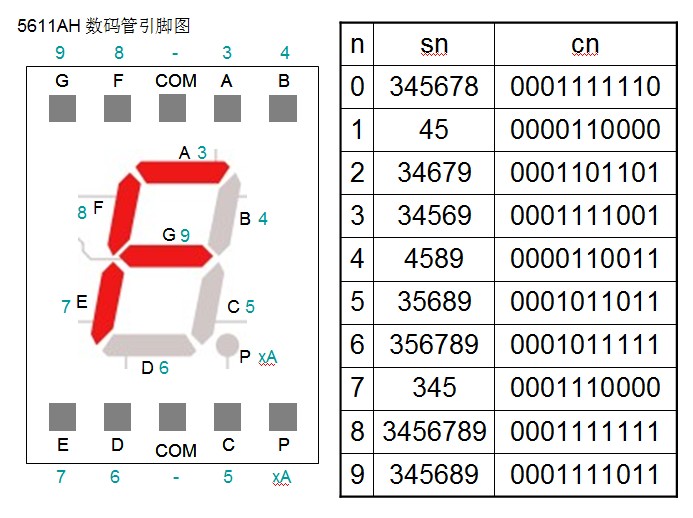 5611AH 数码管引脚图
9 8 - 3 4
G F COM A B
A 3
8 F
B 4
G 9
7 E
C 5
P xA
D 6
E D COM C P
7 6 - 5 xA
n sn cn
0 345678 0001111110
1 45 0000110000
2 34679 0001101101
3 34569 0001111001
4 4589 0000110011
5 35689 0001011011
6 356789 0001011111
7 345 0001110000
8 3456789 0001111111
9 345689 0001111011